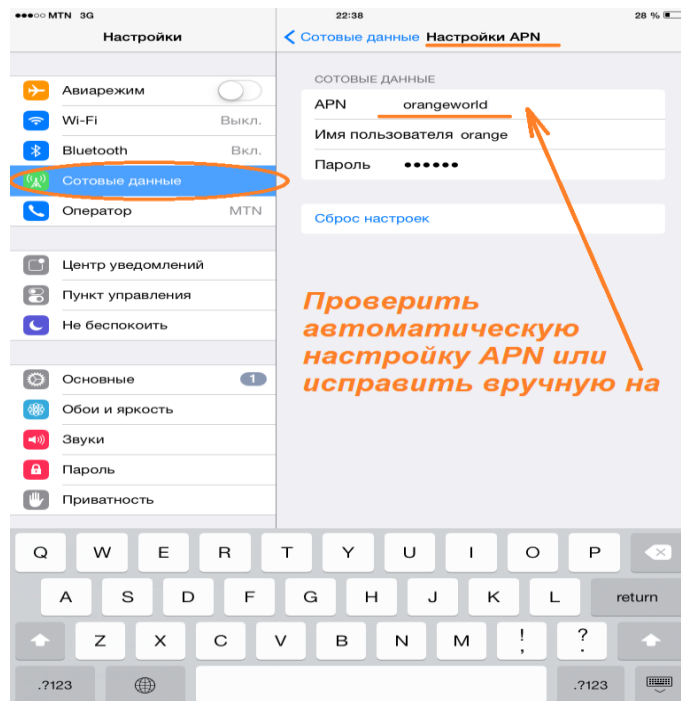 MTN 3G 22:38 28 %
Настройки
Сотовые данные Настройки APN
СОТОВЫЕ ДАННЫЕ
Авиарежим
APN orangeworld
Wi-Fi Выкл.
Имя пользователя orange
Bluetooth Вкл.
Пароль ••••••
Сотовые данные
Оператор MTN
Сброс настроек
Центр уведомлений
Пункт управления
Не беспокоить
Проверить
автоматическую
настройку APN или
исправить вручную на
Основные 1
Обои и яркость
Звуки
Пароль
Приватность
Q W E R T Y U I O P
A S D F G H J K L return
Z X C V B N M ! , ? .
.?123 .?123